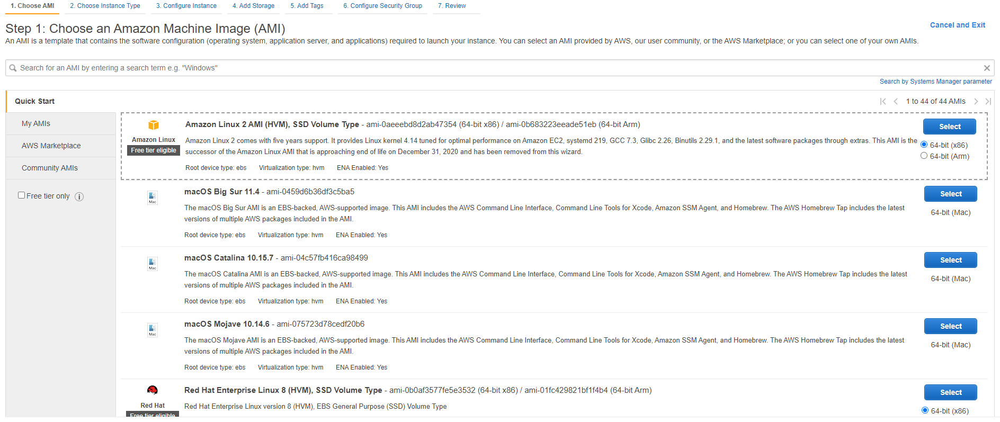 1. Choose AMI 2. Choose Instance Type 3. Configure Instance 4. Add Storage 5. Add Tags 6. Configure Security Group 7. Review
Step 1: Choose an Amazon Machine Image (AMI)
Cancel and Exit
An AMI is a template that contains the software configuration (operating system, application server, and applications) required to launch your instance. You can select an AMI provided by AWS, our user community, or the AWS Marketplace; or you can select one of your own AMIs.
Search for an AMI by entering a search term e.g. "Windows"
Search by Systems Manager parameter
Quick Start
1 to 44 of 44 AMIs
My AMIs
AWS Marketplace
Community AMIs
Free tier only
Amazon Linux
Free tier eligible
Amazon Linux 2 AMI (HVM), SSD Volume Type - ami-0aeeebd8d2ab47354 (64-bit x86) / ami-0b683223eeade51eb (64-bit Arm)
Amazon Linux 2 comes with five years support. It provides Linux kernel 4.14 tuned for optimal performance on Amazon EC2, systemd 219, GCC 7.3, Glibc 2.26, Binutils 2.29.1, and the latest software packages through extras. This AMI is the
successor of the Amazon Linux AMI that is approaching end of life on December 31, 2020 and has been removed from this wizard.
Root device type: ebs Virtualization type: hvm ENA Enabled: Yes
Select
64-bit (x86)
64-bit (Arm)
Mac
macOS Big Sur 11.4 - ami-0459d6b36df3c5ba5
The macOS Big Sur AMI is an EBS-backed, AWS-supported image. This AMI includes the AWS Command Line Interface, Command Line Tools for Xcode, Amazon SSM Agent, and Homebrew. The AWS Homebrew Tap includes the latest
versions of multiple AWS packages included in the AMI.
Root device type: ebs Virtualization type: hvm ENA Enabled: Yes
Select
64-bit (Mac)
Mac
macOS Catalina 10.15.7 - ami-04c57fb416ca98499
The macOS Catalina AMI is an EBS-backed, AWS-supported image. This AMI includes the AWS Command Line Interface, Command Line Tools for Xcode, Amazon SSM Agent, and Homebrew. The AWS Homebrew Tap includes the latest
versions of multiple AWS packages included in the AMI.
Root device type: ebs Virtualization type: hvm ENA Enabled: Yes
Select
64-bit (Mac)
Mac
macOS Mojave 10.14.6 - ami-075723d78cedf20b6
The macOS Mojave AMI is an EBS-backed, AWS-supported image. This AMI includes the AWS Command Line Interface, Command Line Tools for Xcode, Amazon SSM Agent, and Homebrew. The AWS Homebrew Tap includes the latest
versions of multiple AWS packages included in the AMI.
Root device type: ebs Virtualization type: hvm ENA Enabled: Yes
Select
64-bit (Mac)
Red Hat
Free tier eligible
Red Hat Enterprise Linux 8 (HVM), SSD Volume Type - ami-0b0af3577fe5e3532 (64-bit x86) / ami-01fc429821bf1f4b4 (64-bit Arm)
Red Hat Enterprise Linux version 8 (HVM), EBS General Purpose (SSD) Volume Type
Select
64-bit (x86)